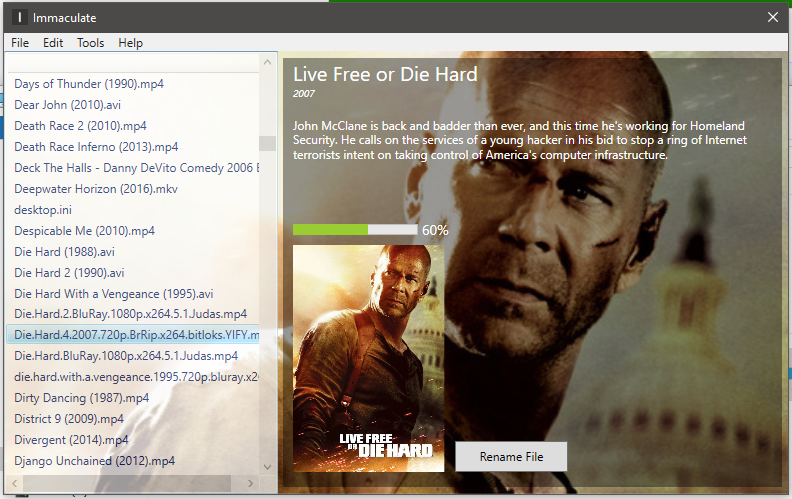 I Immaculate
File Edit Tools Help
Days of Thunder (1990).mp4
Dear John (2010).avi
Death Race 2 (2010).mp4
Death Race Inferno (2013).mp4
Deck The Halls - Danny DeVito Comedy 2006 E
Deepwater Horizon (2016).mkv
desktop.ini
Despicable Me (2010).mp4
Die Hard (1988).avi
Die Hard 2 (1990).avi
Die Hard With a Vengeance (1995).avi
Die.Hard.2.BluRay.1080p.x264.5.1.Judas.mp4
Die.Hard.4.2007.720p.BrRip.x264.bitloks.YIFY.m
Die.Hard.BluRay.1080p.x264.5.1.Judas.mp4
die.hard.with.a.vengeance.1995.720p.bluray.x2
Dirty Dancing (1987).mp4
District 9 (2009).mp4
Divergent (2014).mp4
Django Unchained (2012).mp4
Live Free or Die Hard
2007
John McClane is back and badder than ever, and this time he's working for Homeland
Security. He calls on the services of a young hacker in his bid to stop a ring of Internet
terrorists intent on taking control of America's computer infrastructure.
60%
LIVE FREE
OR DIE HARD
Rename File